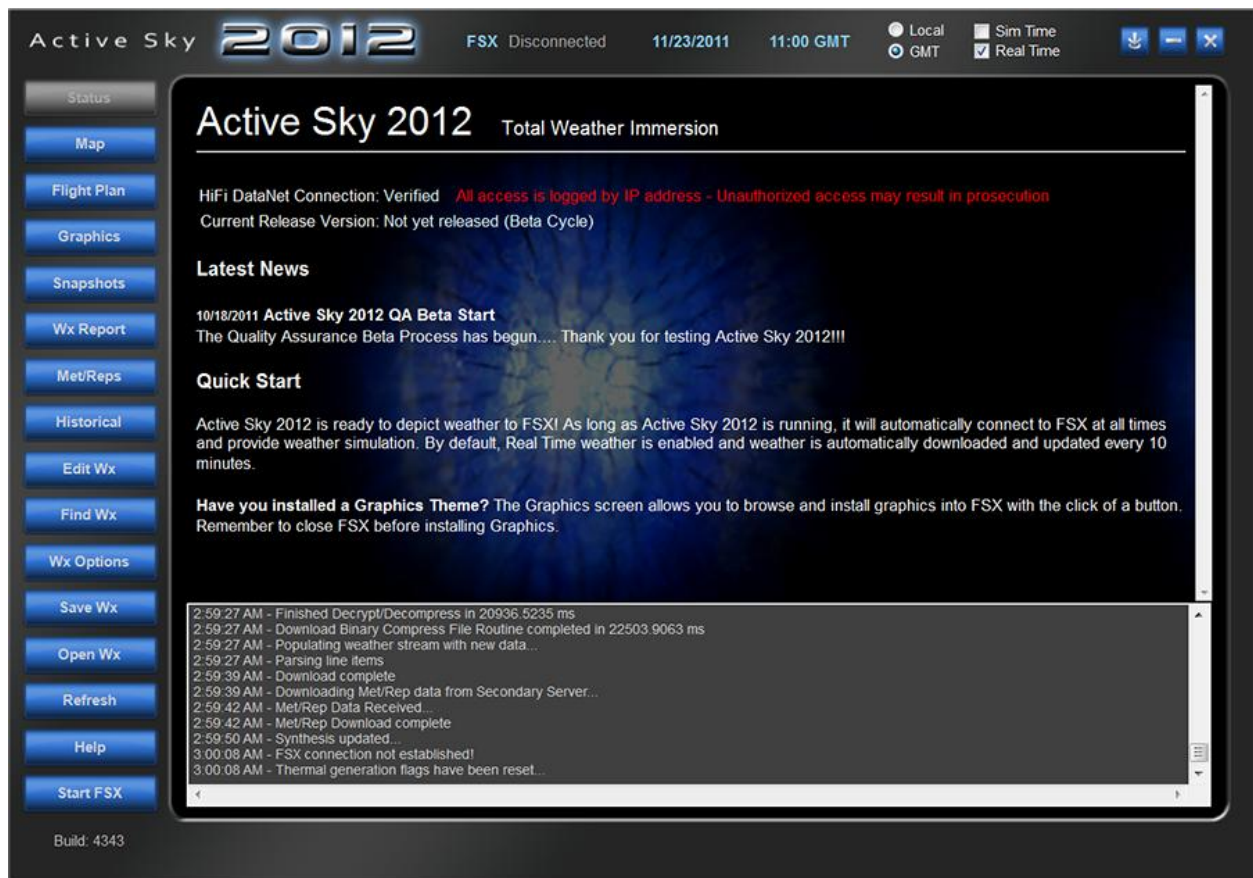 Active Sky 2012 FSX Disconnected 11/23/2011 11:00 GMT Local Sim Time
GMT Real Time
Status
Map
Flight Plan
Graphics
Snapshots
Wx Report
Met/Reps
Historical
Edit Wx
Find Wx
Wx Options
Save Wx
Open Wx
Refresh
Help
Start FSX
Build: 4343
Active Sky 2012 Total Weather Immersion
HiFi DataNet Connection: Verified All access is logged by IP address - Unauthorized access may result in prosecution
Current Release Version: Not yet released (Beta Cycle)
Latest News
10/18/2011 Active Sky 2012 QA Beta Start
The Quality Assurance Beta Process has begun.... Thank you for testing Active Sky 2012!!!
Quick Start
Active Sky 2012 is ready to depict weather to FSX! As long as Active Sky 2012 is running, it will automatically connect to FSX at all times
and provide weather simulation. By default, Real Time weather is enabled and weather is automatically downloaded and updated every 10
minutes.
Have you installed a Graphics Theme? The Graphics screen allows you to browse and install graphics into FSX with the click of a button.
Remember to close FSX before installing Graphics.
2:59:27 AM - Finished Decrypt/Decompress in 20936.5235 ms
2:59:27 AM - Download Binary Compress File Routine completed in 22503.9063 ms
2:59:27 AM - Populating weather stream with new data...
2:59:27 AM - Parsing line items
2:59:39 AM - Download complete
2:59:39 AM - Downloading Met/Rep data from Secondary Server...
2:59:42 AM - Met/Rep Data Received...
2:59:42 AM - Met/Rep Download complete
2:59:50 AM - Synthesis updated...
3:00:08 AM - FSX connection not established!
3:00:08 AM - Thermal generation flags have been reset...